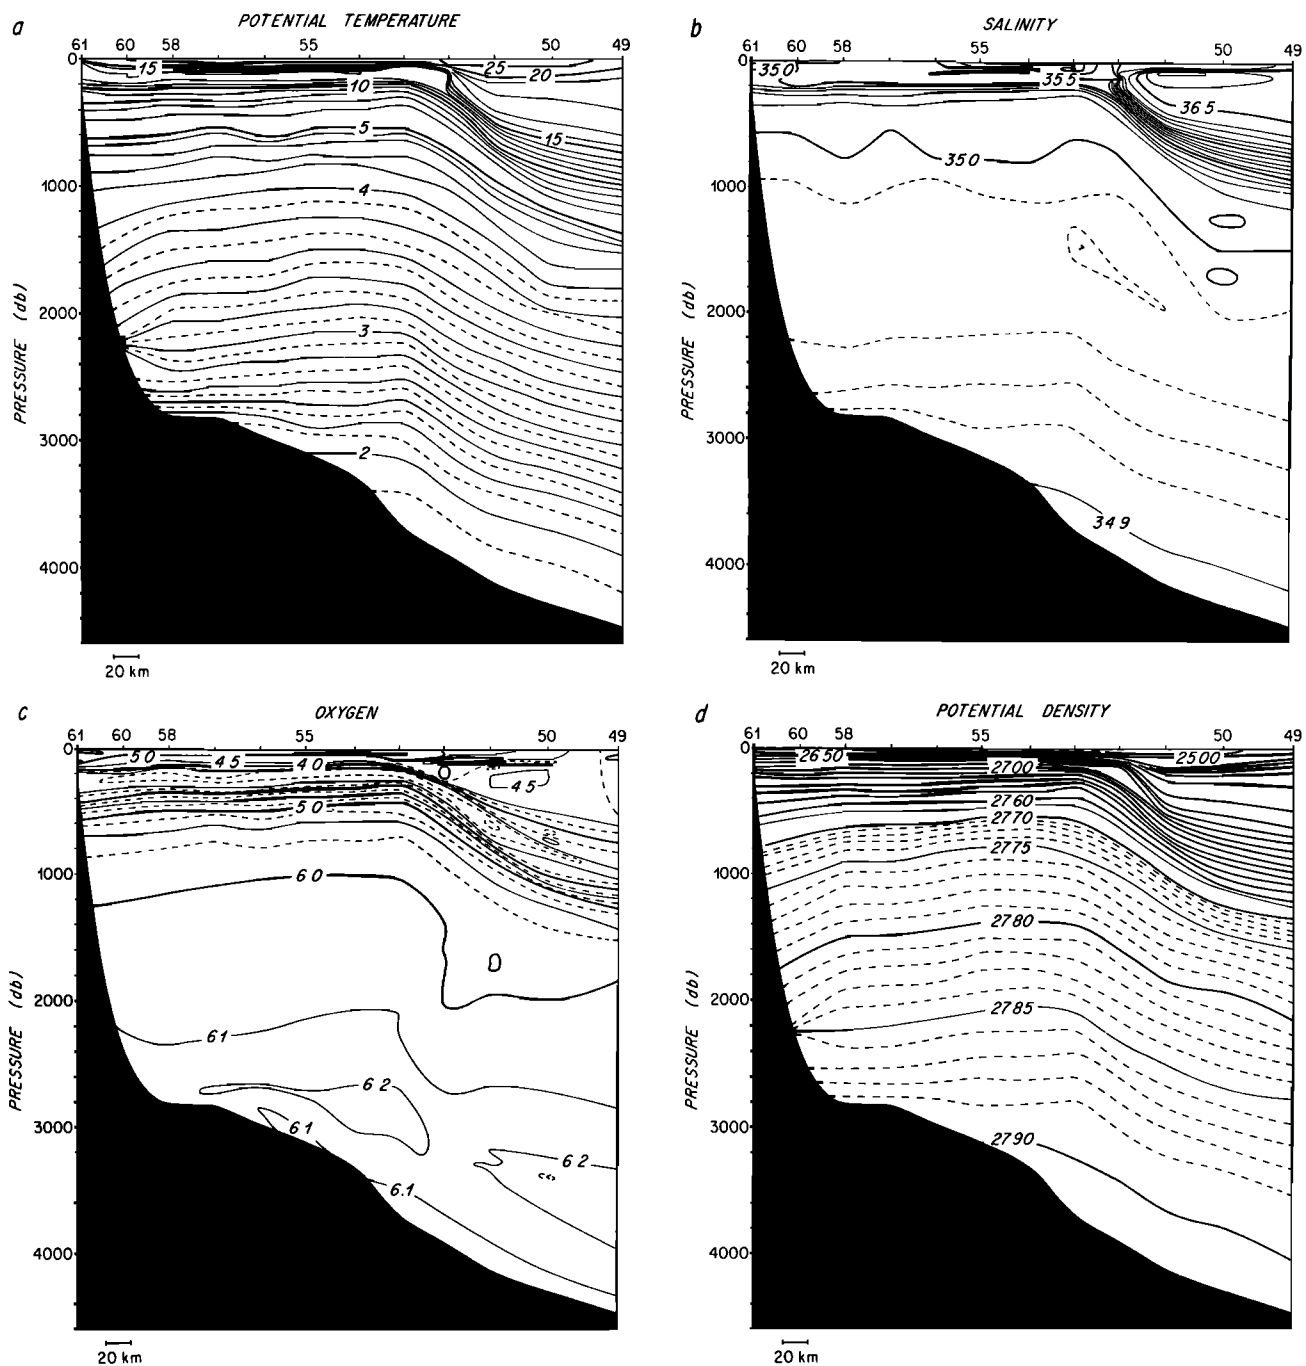 a POTENTIAL TEMPERATURE
61 60 58 55 50 49
0
1000
2000
3000
4000
PRESSURE (db)
15 25 20
10
5 15
4
3
2
20 km
b SALINITY
61 60 58 55 50 49
0
1000
2000
3000
4000
PRESSURE (db)
350 355
365
350
349
20 km
c OXYGEN
61 60 58 55 50 49
0
1000
2000
3000
4000
PRESSURE (db)
50 45 40
45
50
60
61
62
61
62
6.1
20 km
d POTENTIAL DENSITY
61 60 58 55 50 49
0
1000
2000
3000
4000
PRESSURE (db)
2650 2500
2700
2760
2770
2775
2780
2785
2790
20 km